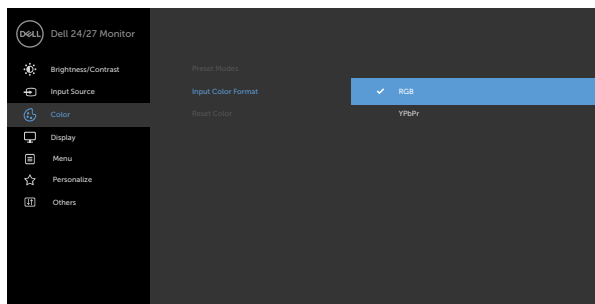 DELL Dell 24/27 Monitor
Brightness/Contrast
Preset Modes
Input Source
Input Color Format
RGB
Color
Reset Color
YPbPr
Display
Menu
Personalize
Others